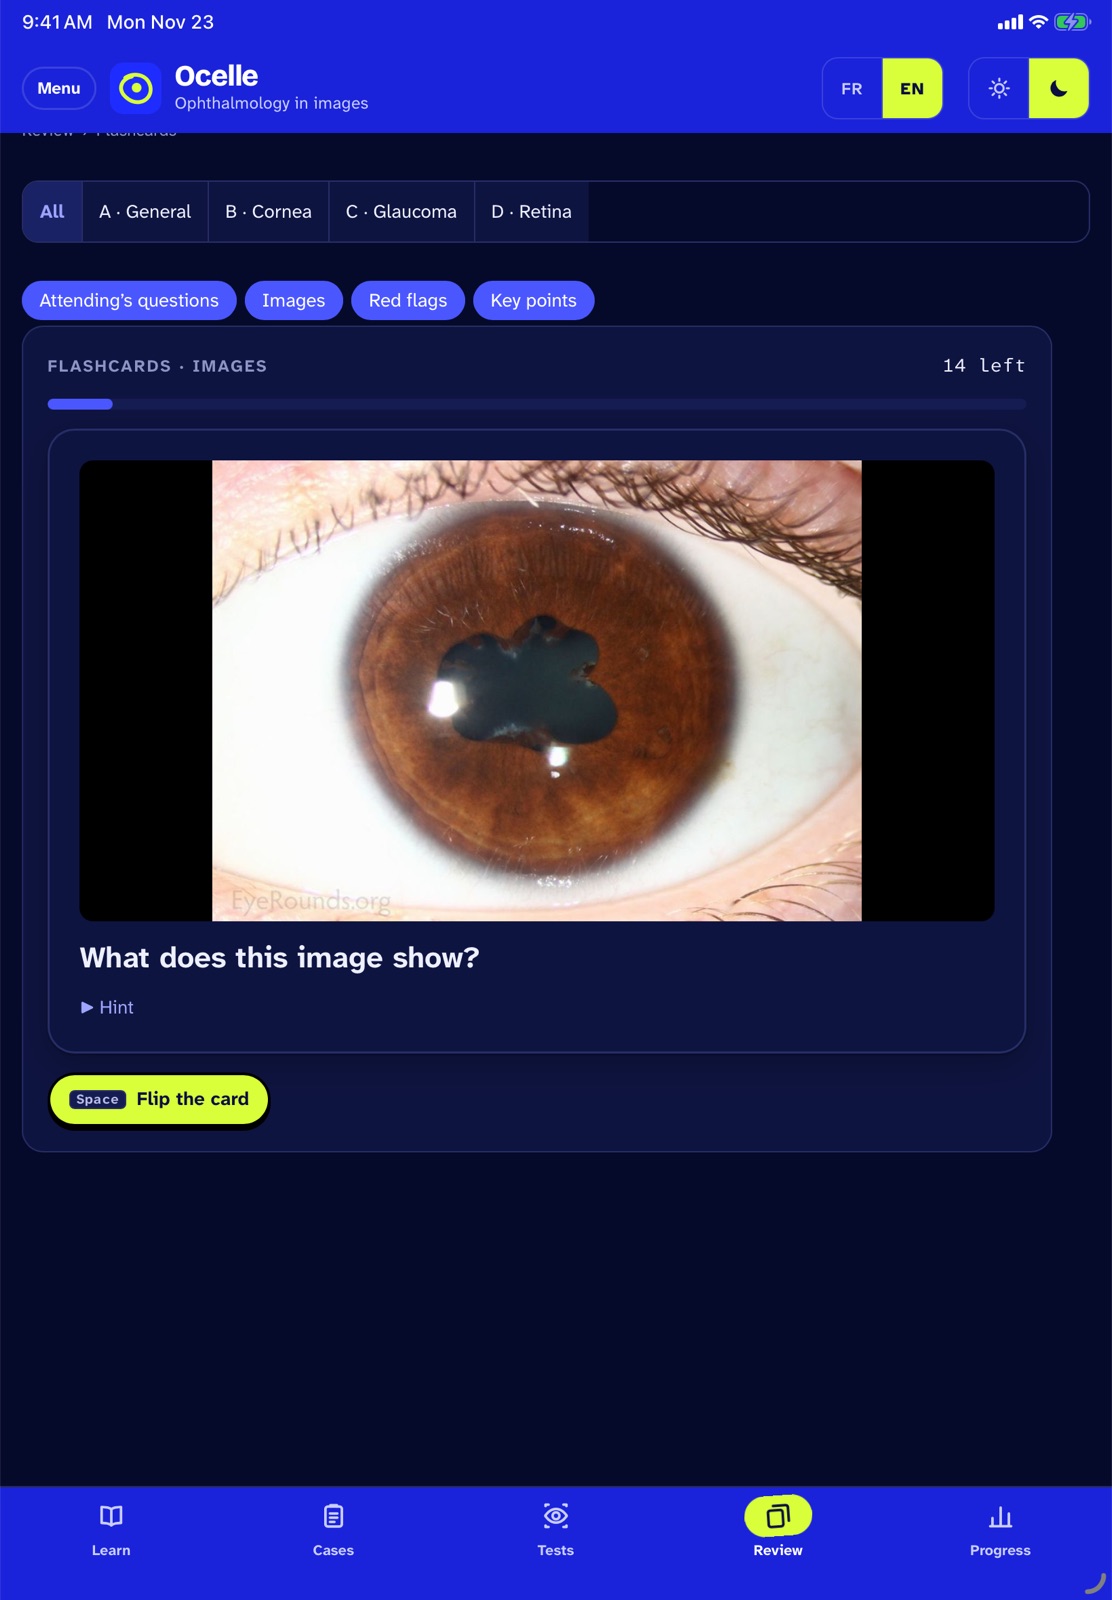 9:41 AM Mon Nov 23
Menu
Ocelle
Ophthalmology in images
FR
EN
Review › Flashcards
All
A · General
B · Cornea
C · Glaucoma
D · Retina
Attending’s questions
Images
Red flags
Key points
FLASHCARDS · IMAGES
14 left
EyeRounds.org
What does this image show?
Hint
Space Flip the card
Learn
Cases
Tests
Review
Progress